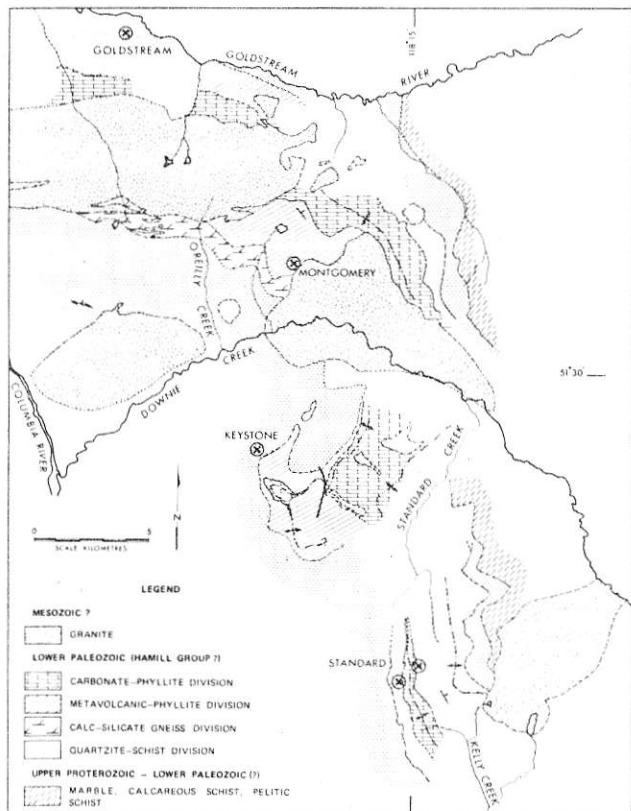 GOLDSTREAM
GOLDSTREAM
RIVER
118°15'
OREILLY
CREEK
MONTGOMERY
51°30'
DOWNIE
CREEK
COLUMBIA RIVER
KEYSTONE
STANDARD CREEK
N
0 5
SCALE KILOMETRES
STANDARD
KELLY CREEK
LEGEND
MESOZOIC ?
GRANITE
LOWER PALEOZOIC (HAMILL GROUP ?)
CARBONATE-PHYLLITE DIVISION
METAVOLCANIC-PHYLLITE DIVISION
CALC-SILICATE GNEISS DIVISION
QUARTZITE-SCHIST DIVISION
UPPER PROTEROZOIC - LOWER PALEOZOIC (?)
MARBLE, CALCAREOUS SCHIST, PELITIC
SCHIST